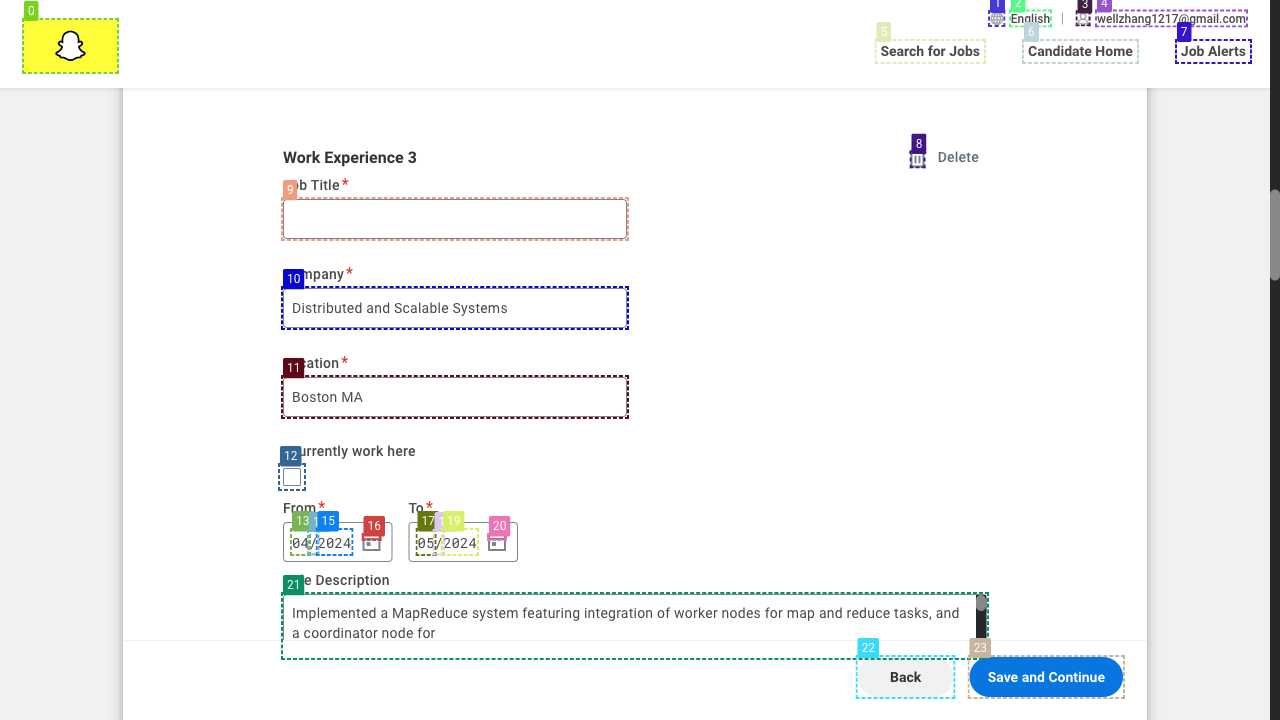 0
1
2
3
4
English
wellzhang1217@gmail.com
5
6
7
Search for Jobs
Candidate Home
Job Alerts
Work Experience 3
8
Delete
9
ob Title*
10
mpany*
Distributed and Scalable Systems
11
cation*
Boston MA
12
urrently work here
From*
To*
13
15
16
17
19
20
04/2024
05/2024
21
e Description
Implemented a MapReduce system featuring integration of worker nodes for map and reduce tasks, and
a coordinator node for
22
23
Back
Save and Continue